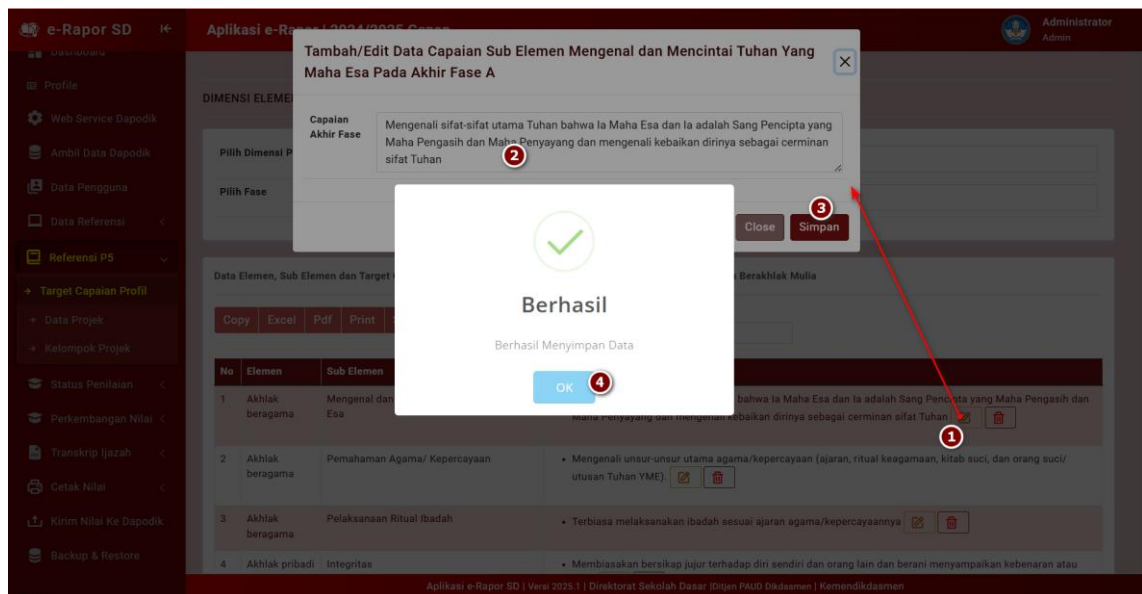 e-Rapor SD
Aplikasi e-Rapor | 2024/2025 Genap
Administrator
Admin
Dashboard
Profile
Web Service Dapodik
Ambil Data Dapodik
Data Pengguna
Data Referensi
Referensi P5
Target Capaian Profil
Data Projek
Kelompok Projek
Status Penilaian
Perkembangan Nilai
Transkrip Ijazah
Cetak Nilai
Kirim Nilai Ke Dapodik
Backup & Restore
DIMENSI ELEME
Pilih Dimensi P
Pilih Fase
Tambah/Edit Data Capaian Sub Elemen Mengenal dan Mencintai Tuhan Yang
Maha Esa Pada Akhir Fase A
Capaian
Akhir Fase
Mengenali sifat-sifat utama Tuhan bahwa Ia Maha Esa dan Ia adalah Sang Pencipta yang
Maha Pengasih dan Maha Penyayang dan mengenali kebaikan dirinya sebagai cerminan
sifat Tuhan
2
3
Close Simpan
Berhasil
Berhasil Menyimpan Data
OK
4
Data Elemen, Sub Elemen dan Target
Berakhlak Mulia
Copy Excel Pdf Print
No Elemen Sub Elemen
1 Akhlak beragama Mengenal dan
Esa
bahwa Ia Maha Esa dan Ia adalah Sang Pencipta yang Maha Pengasih dan
Maha Penyayang dan mengenali kebaikan dirinya sebagai cerminan sifat Tuhan
1
2 Akhlak beragama Pemahaman Agama/ Kepercayaan
• Mengenali unsur-unsur utama agama/kepercayaan (ajaran, ritual keagamaan, kitab suci, dan orang suci/
utusan Tuhan YME).
3 Akhlak beragama Pelaksanaan Ritual Ibadah
• Terbiasa melaksanakan ibadah sesuai ajaran agama/kepercayaannya
4 Akhlak pribadi Integritas
• Membiasakan bersikap jujur terhadap diri sendiri dan orang lain dan berani menyampaikan kebenaran atau
Aplikasi e-Rapor SD | Versi 2025.1 | Direktorat Sekolah Dasar |Ditjen PAUD Dikdasmen | Kemendikdasmen